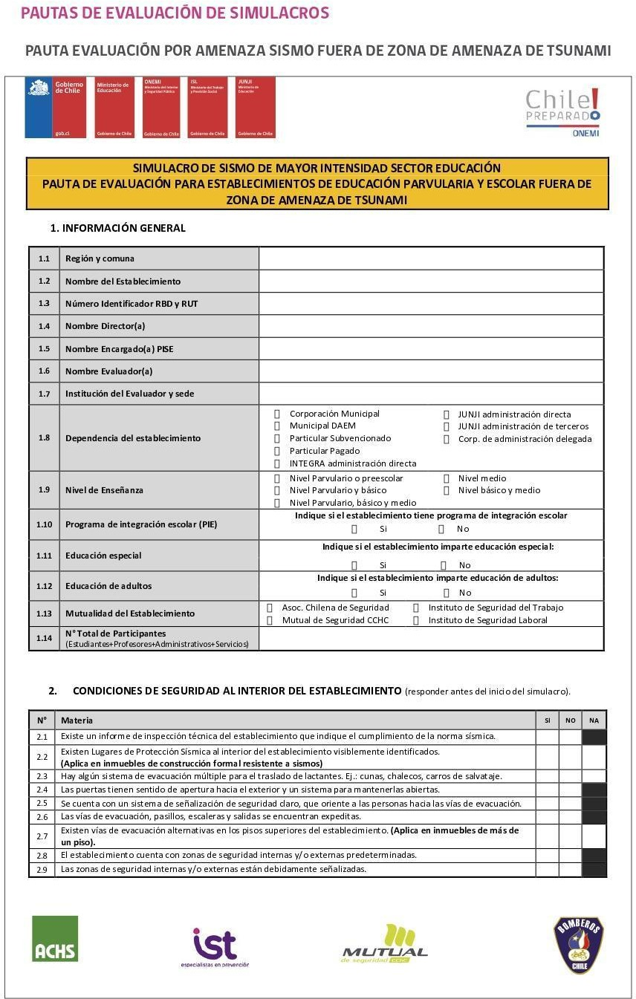 PAUTAS DE EVALUACIÓN DE SIMULACROS
PAUTA EVALUACIÓN POR AMENAZA SISMO FUERA DE ZONA DE AMENAZA DE TSUNAMI
Gobierno de Chile
gob.cl
Ministerio de Educación
Gobierno de Chile
ONEMI
Ministerio del Interior y Seguridad Pública
Gobierno de Chile
ISL
Ministerio del Trabajo y Previsión Social
Gobierno de Chile
JUNJI
Ministerio de Educación
Gobierno de Chile
Chile!
PREPARADO
ONEMI
SIMULACRO DE SISMO DE MAYOR INTENSIDAD SECTOR EDUCACIÓN
PAUTA DE EVALUACIÓN PARA ESTABLECIMIENTOS DE EDUCACIÓN PARVULARIA Y ESCOLAR FUERA DE
ZONA DE AMENAZA DE TSUNAMI
1. INFORMACIÓN GENERAL
1.1 Región y comuna
1.2 Nombre del Establecimiento
1.3 Número Identificador RBD y RUT
1.4 Nombre Director(a)
1.5 Nombre Encargado(a) PISE
1.6 Nombre Evaluador(a)
1.7 Institución del Evaluador y sede
1.8 Dependencia del establecimiento
Corporación Municipal
Municipal DAEM
Particular Subvencionado
Particular Pagado
INTEGRA administración directa
JUNJI administración directa
JUNJI administración de terceros
Corp. de administración delegada
1.9 Nivel de Enseñanza
Nivel Parvulario o preescolar
Nivel Parvulario y básico
Nivel Parvulario, básico y medio
Nivel medio
Nivel básico y medio
1.10 Programa de integración escolar (PIE)
Indique si el establecimiento tiene programa de integración escolar
Si No
1.11 Educación especial
Indique si el establecimiento imparte educación especial:
Si No
1.12 Educación de adultos
Indique si el establecimiento imparte educación de adultos:
Si No
1.13 Mutualidad del Establecimiento
Asoc. Chilena de Seguridad
Mutual de Seguridad CCHC
Instituto de Seguridad del Trabajo
Instituto de Seguridad Laboral
1.14 N° Total de Participantes
(Estudiantes+Profesores+Administrativos+Servicios)
2. CONDICIONES DE SEGURIDAD AL INTERIOR DEL ESTABLECIMIENTO (responder antes del inicio del simulacro).
N° Materia SI NO NA
2.1 Existe un informe de inspección técnica del establecimiento que indique el cumplimiento de la norma sísmica.
2.2 Existen Lugares de Protección Sísmica al interior del establecimiento visiblemente identificados.
(Aplica en inmuebles de construcción formal resistente a sismos)
2.3 Hay algún sistema de evacuación múltiple para el traslado de lactantes. Ej.: cunas, chalecos, carros de salvataje.
2.4 Las puertas tienen sentido de apertura hacia el exterior y un sistema para mantenerlas abiertas.
2.5 Se cuenta con un sistema de señalización de seguridad claro, que oriente a las personas hacia las vías de evacuación.
2.6 Las vías de evacuación, pasillos, escaleras y salidas se encuentran expeditas.
2.7 Existen vías de evacuación alternativas en los pisos superiores del establecimiento. (Aplica en inmuebles de más de
un piso).
2.8 El establecimiento cuenta con zonas de seguridad internas y/o externas predeterminadas.
2.9 Las zonas de seguridad internas y/o externas están debidamente señalizadas.
ACHS
ist
especialistas en prevención
MUTUAL
de seguridad CCHC
BOMBEROS
CHILE